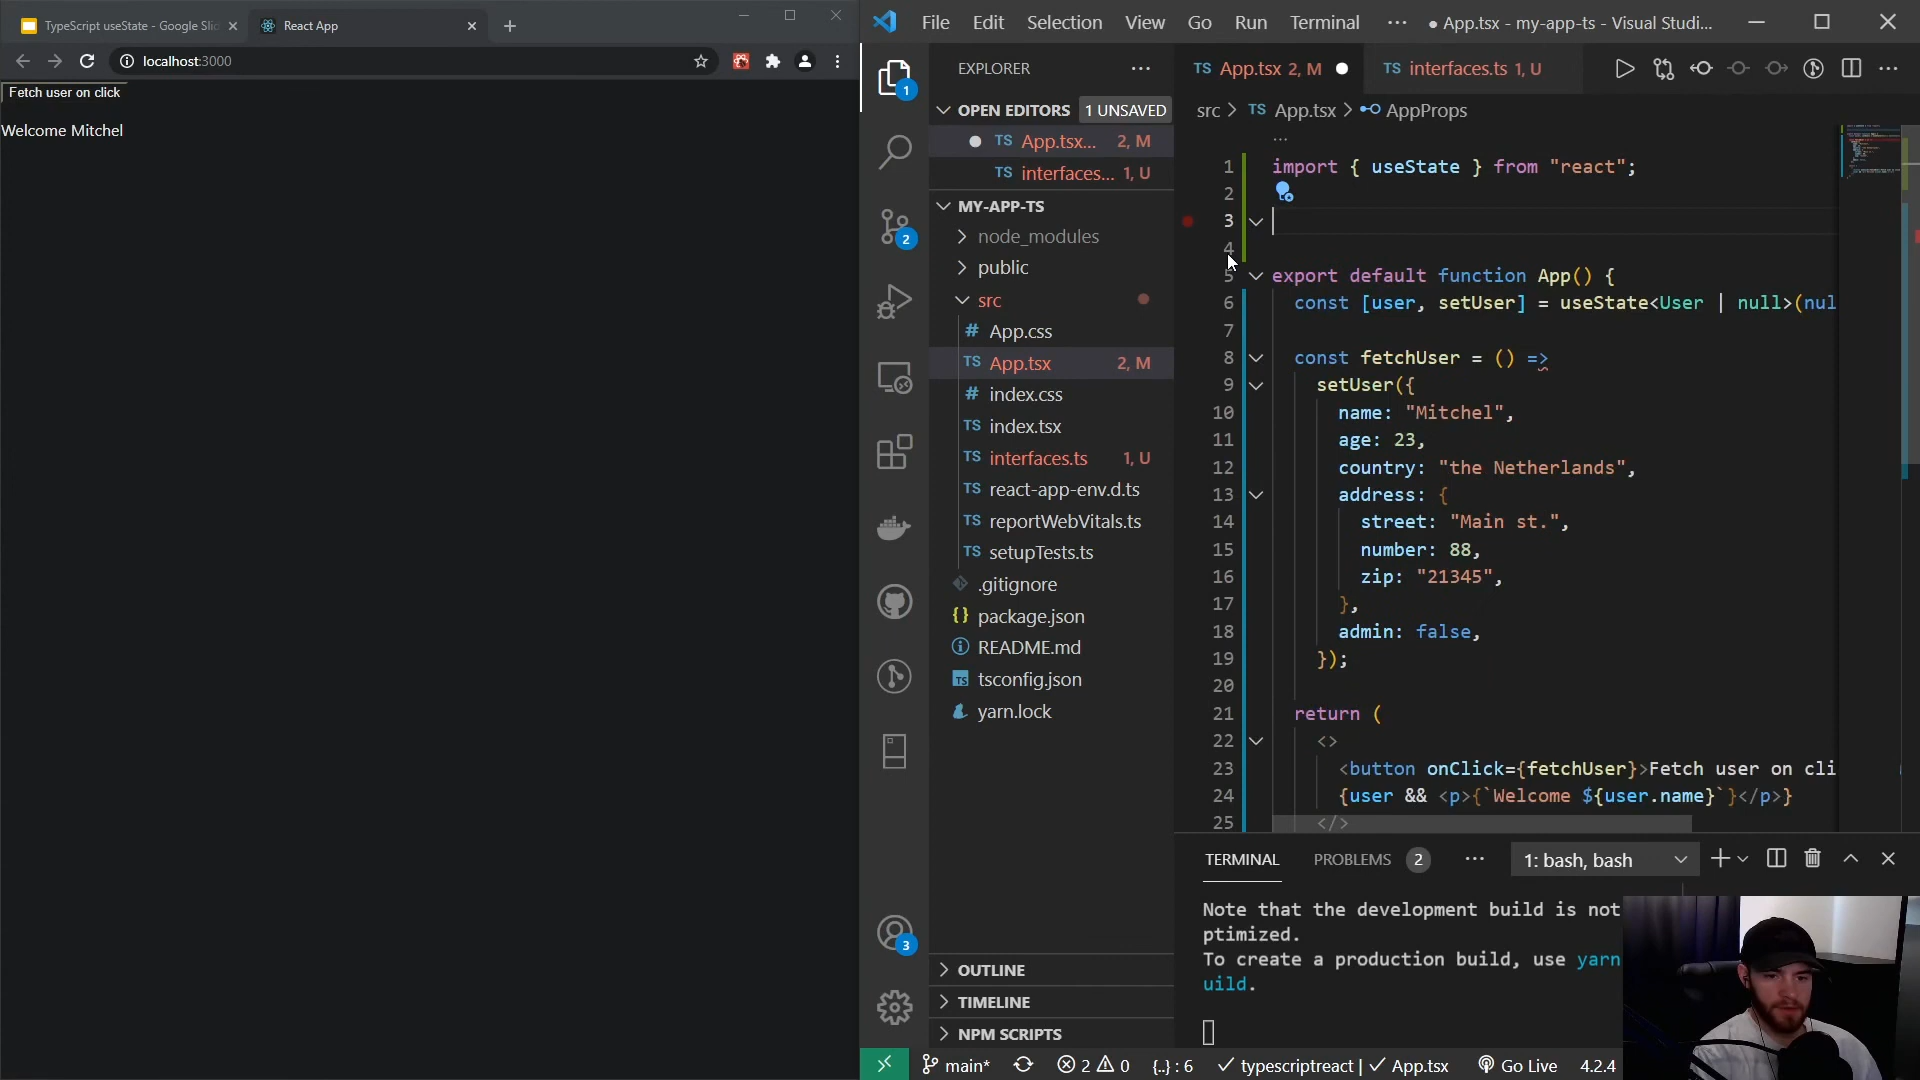 TypeScript useState - Google Slid
React App
localhost:3000
Fetch user on click
Welcome Mitchel
File Edit Selection View Go Run Terminal ··· ● App.tsx - my-app-ts - Visual Studi...
EXPLORER ···
OPEN EDITORS 1 UNSAVED
TS App.tsx... 2, M
TS interfaces... 1, U
MY-APP-TS
node_modules
public
src
# App.css
TS App.tsx 2, M
# index.css
TS index.tsx
TS interfaces.ts 1, U
TS react-app-env.d.ts
TS reportWebVitals.ts
TS setupTests.ts
.gitignore
{} package.json
README.md
TS tsconfig.json
yarn.lock
OUTLINE
TIMELINE
NPM SCRIPTS
1
2
3
TS App.tsx 2, M ●
TS interfaces.ts 1, U
src > TS App.tsx > AppProps
···
1 import { useState } from "react";
2
3
4
5 export default function App() {
6 const [user, setUser] = useState<User | null>(nul
7
8 const fetchUser = () =>
9 setUser({
10 name: "Mitchel",
11 age: 23,
12 country: "the Netherlands",
13 address: {
14 street: "Main st.",
15 number: 88,
16 zip: "21345",
17 },
18 admin: false,
19 });
20
21 return (
22 <>
23 <button onClick={fetchUser}>Fetch user on cli
24 {user && <p>{`Welcome ${user.name}`}</p>}
25 </>
TERMINAL PROBLEMS 2 ··· 1: bash, bash
Note that the development build is not
ptimized.
To create a production build, use yarn
uild.
main* 2 0 {..} : 6 typescriptreact | App.tsx Go Live 4.2.4